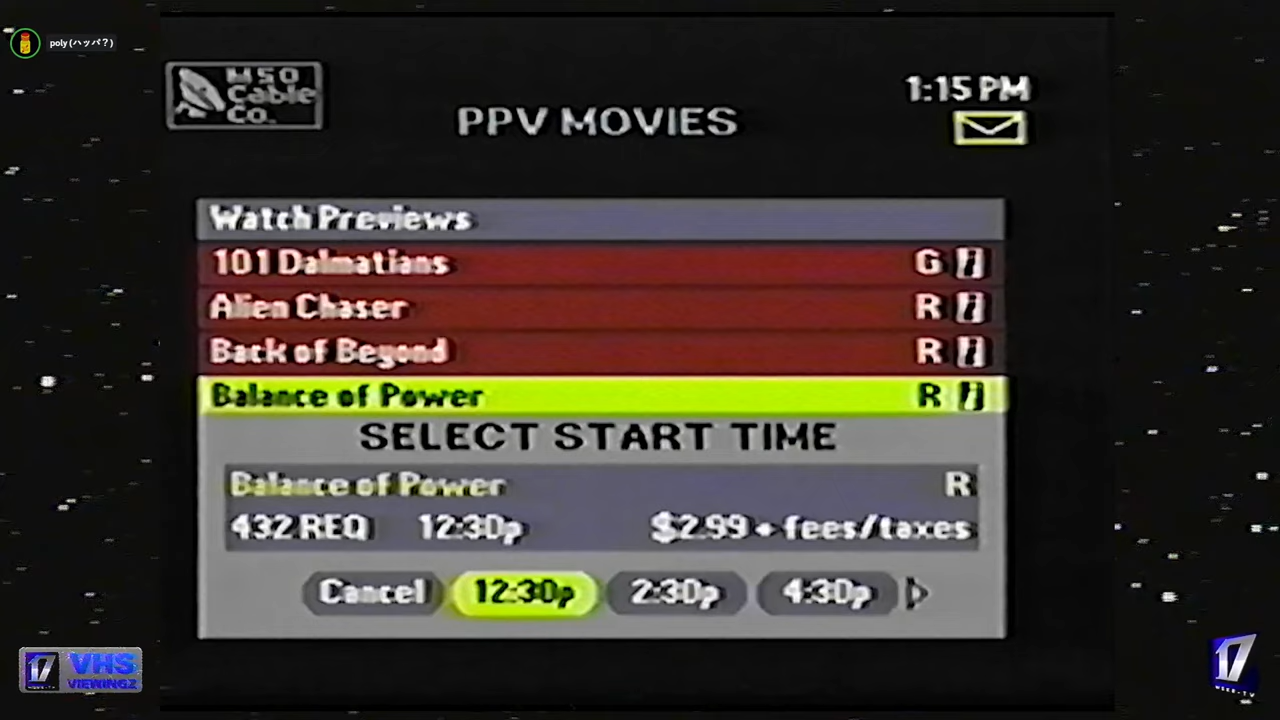 poly (ハッパ？)
MSO
Cable
Co.
1:15 PM
PPV MOVIES
Watch Previews
101 Dalmatians G i
Alien Chaser R i
Back of Beyond R i
Balance of Power R i
SELECT START TIME
Balance of Power R
432 REQ 12:30p $2.99 + fees/taxes
Cancel 12:30p 2:30p 4:30p
17 VHS
VIEWINGZ
17